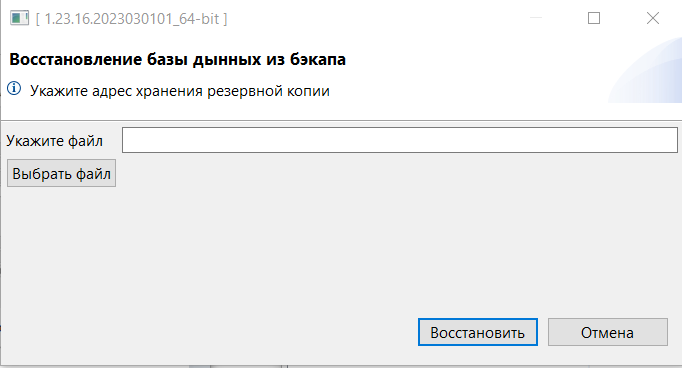 [ 1.23.16.2023030101_64-bit ]
Восстановление базы дынных из бэкапа
Укажите адрес хранения резервной копии
Укажите файл
Выбрать файл
Восстановить Отмена